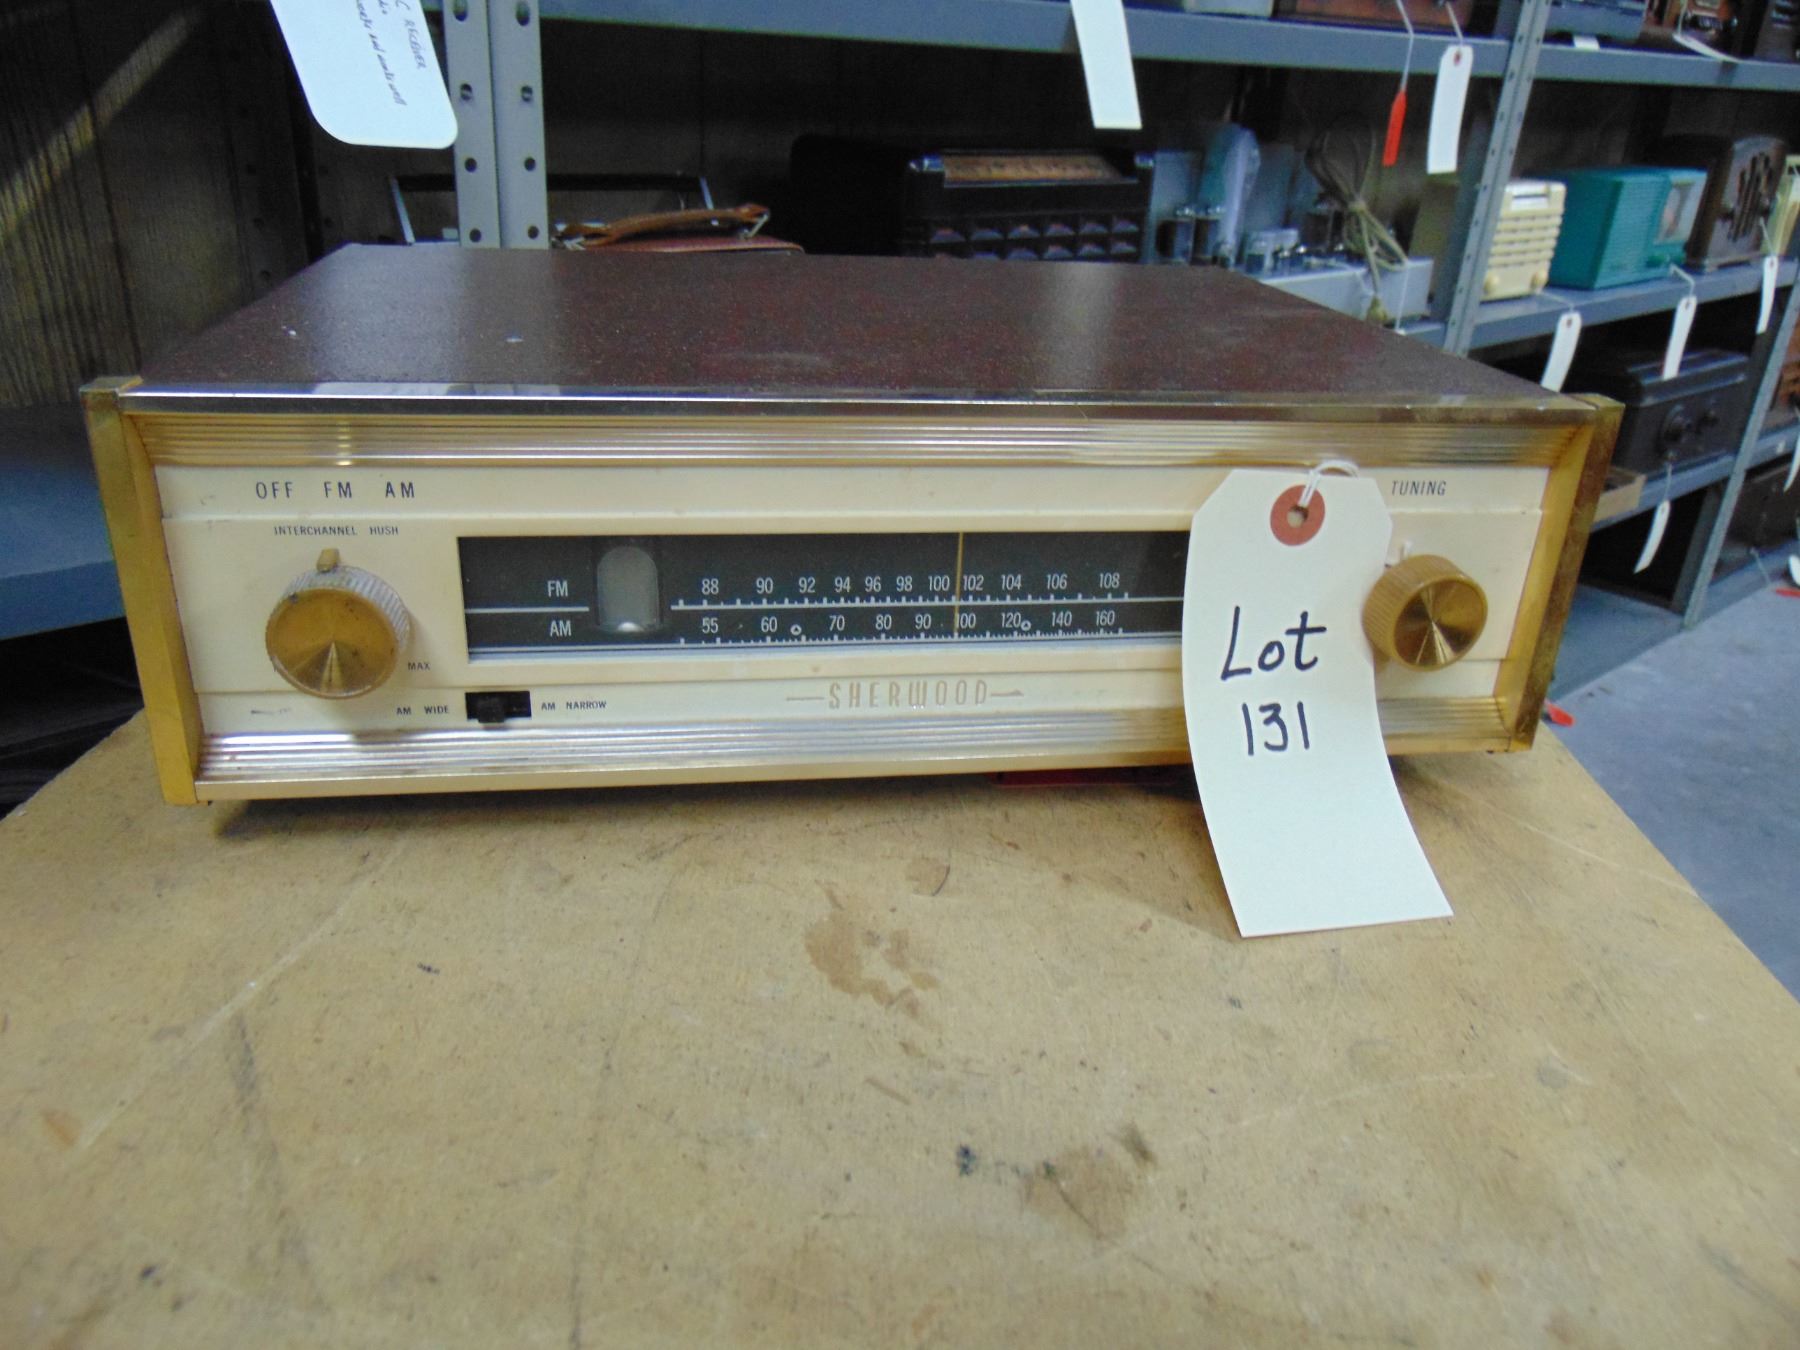 RECEIVER
OFF FM AM
TUNING
INTERCHANNEL HUSH
FM 88 90 92 94 96 98 100 102 104 106 108
AM 55 60 70 80 90 100 120 140 160
MAX
AM WIDE AM NARROW
SHERWOOD
Lot
131